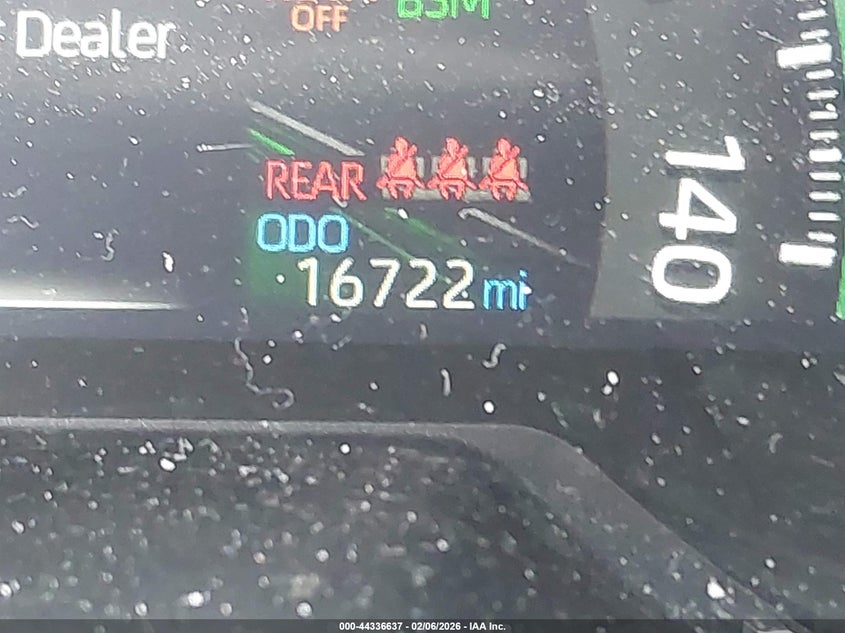 Dealer
OFF
BSM
REAR
ODO
16722 mi
140
000-44336637 - 02/06/2026 - IAA Inc.